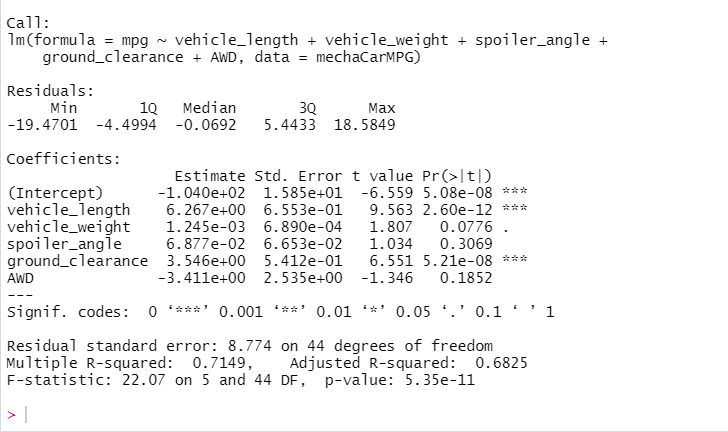 Call:
lm(formula = mpg ~ vehicle_length + vehicle_weight + spoiler_angle +
    ground_clearance + AWD, data = mechaCarMPG)
Residuals:
     Min       1Q   Median       3Q      Max
-19.4701  -4.4994  -0.0692   5.4433  18.5849
Coefficients:
                   Estimate Std. Error t value Pr(>|t|)
(Intercept)      -1.040e+02  1.585e+01  -6.559 5.08e-08 ***
vehicle_length    6.267e+00  6.553e-01   9.563 2.60e-12 ***
vehicle_weight    1.245e-03  6.890e-04   1.807   0.0776 .
spoiler_angle     6.877e-02  6.653e-02   1.034   0.3069
ground_clearance  3.546e+00  5.412e-01   6.551 5.21e-08 ***
AWD              -3.411e+00  2.535e+00  -1.346   0.1852
---
Signif. codes:  0 ‘***’ 0.001 ‘**’ 0.01 ‘*’ 0.05 ‘.’ 0.1 ‘ ’ 1
Residual standard error: 8.774 on 44 degrees of freedom
Multiple R-squared:  0.7149,    Adjusted R-squared:  0.6825
F-statistic: 22.07 on 5 and 44 DF,  p-value: 5.35e-11
>